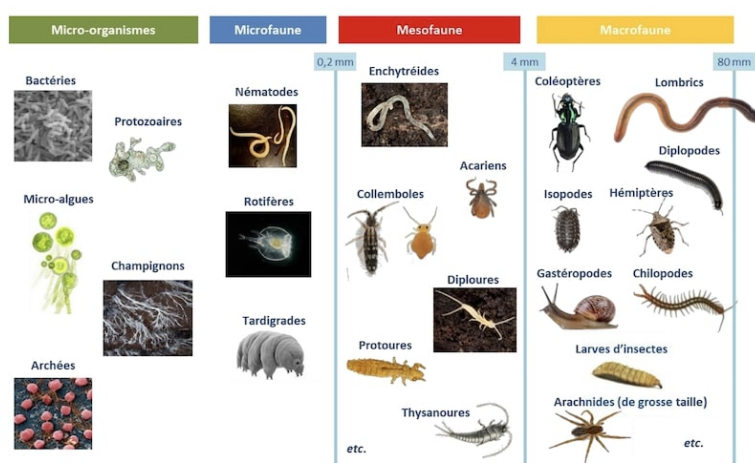 Micro-organismes
Microfaune
Mesofaune
Macrofaune
0,2 mm
4 mm
80 mm
Bactéries
Protozoaires
Micro-algues
Champignons
Archées
Nématodes
Rotifères
Tardigrades
Enchytréides
Acariens
Collemboles
Diploures
Protoures
Thysanoures
etc.
Coléoptères
Lombrics
Diplopodes
Isopodes
Hémiptères
Gastéropodes
Chilopodes
Larves d'insectes
Arachnides (de grosse taille)
etc.